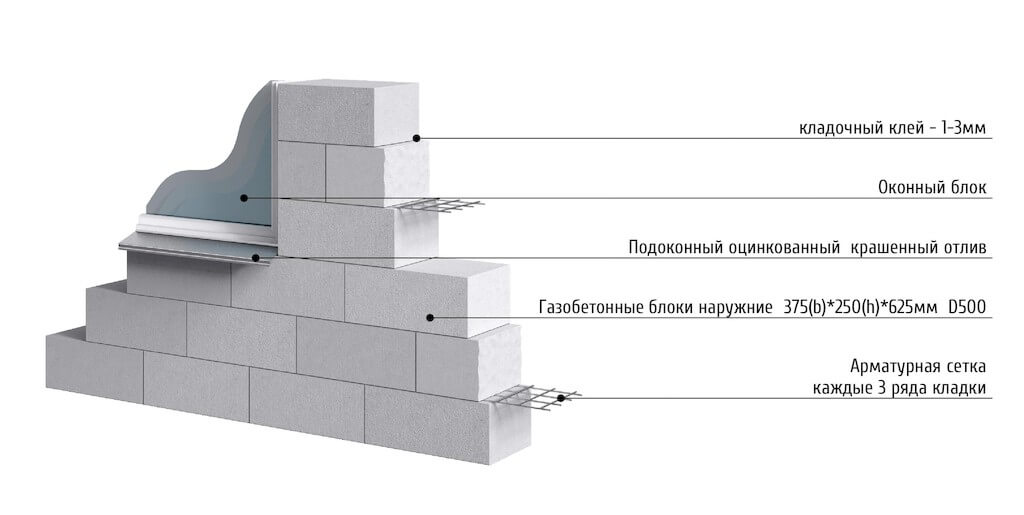 кладочный клей - 1-3мм
Оконный блок
Подоконный оцинкованный крашенный отлив
Газобетонные блоки наружние 375(b)*250(h)*625мм D500
Арматурная сетка
каждые 3 ряда кладки